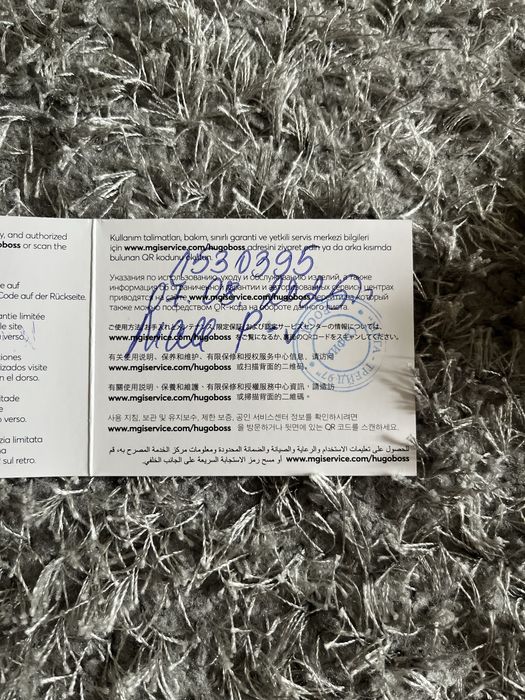 y, and authorized
boss or scan the
e auf
Code auf der Rückseite.
antie limitée
le site
iverso.
iones
izados visite
n el dorso.
itade
o verso.
zia limitata
na
sul retro.
Kullanım talimatları, bakım, sınırlı garanti ve yetkili servis merkezi bilgileri
için www.mgiservice.com/hugoboss adresini ziyaret edin ya da arka kısımda
bulunan QR kodunu okutun.
1530395
Указания по использованию, уходу и обслуживанию изделий, а также
информация об ограниченной гарантии и авторизованных сервис-центрах
приводятся на сайте www.mgiservice.com/hugoboss
также можно посредством QR-кода на обороте данного листа.
ご使用方法、お手入れ、メンテナンス、限定保証、および認定サービスセンターの情報については、
www.mgiservice.com/hugoboss をご覧になるか、裏面のQRコードをスキャンしてください。
有关使用说明、保养和维护、有限保修和授权服务中心信息，请访问
www.mgiservice.com/hugoboss 或扫描背面的二维码。
有關使用說明、保養和維護、有限保修和授權服務中心資訊，請造訪
www.mgiservice.com/hugoboss 或掃描背面的二維碼。
사용 지침, 보관 및 유지보수, 제한 보증, 공인 서비스센터 정보를 확인하시려면
www.mgiservice.com/hugoboss 을 방문하거나 뒷면에 있는 QR 코드를 스캔하세요.
للحصول على تعليمات الاستخدام والرعاية والصيانة والضمانة المحدودة ومعلومات مركز الخدمة المصرح به، قم
www.mgiservice.com/hugoboss أو مسح رمز الاستجابة السريعة على الجانب الخلفي.